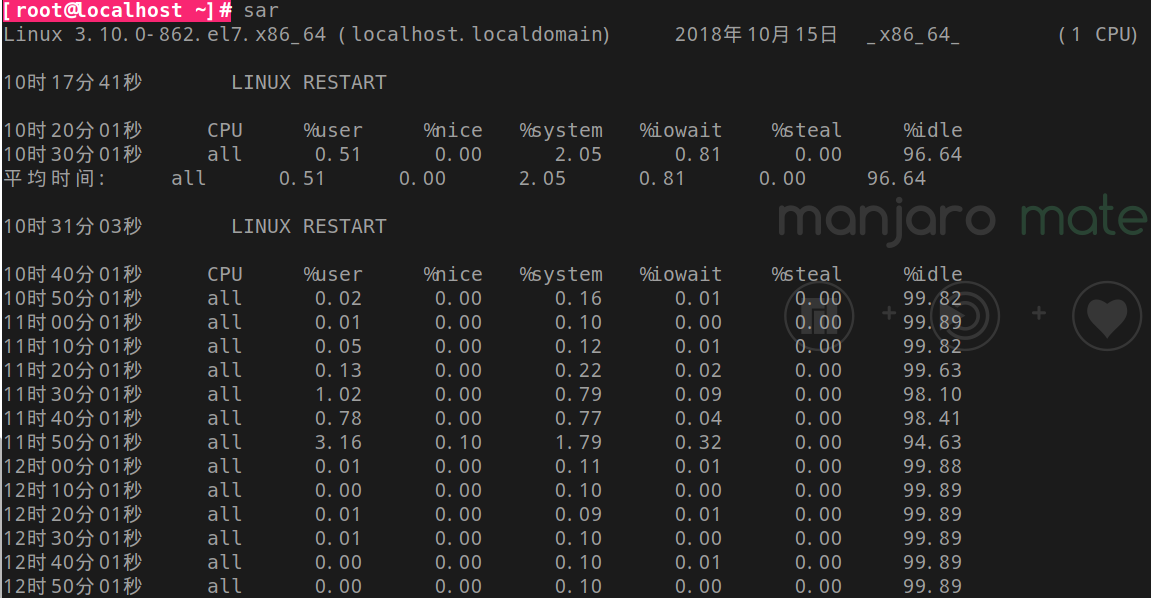 [root@localhost ~]# sar
Linux 3.10.0-862.el7.x86_64 (localhost.localdomain) 2018年10月15日 _x86_64_ (1 CPU)
10时17分41秒 LINUX RESTART
10时20分01秒 CPU %user %nice %system %iowait %steal %idle
10时30分01秒 all 0.51 0.00 2.05 0.81 0.00 96.64
平均时间: all 0.51 0.00 2.05 0.81 0.00 96.64
manjaro mate
10时31分03秒 LINUX RESTART
10时40分01秒 CPU %user %nice %system %iowait %steal %idle
10时50分01秒 all 0.02 0.00 0.16 0.01 0.00 99.82
11时00分01秒 all 0.01 0.00 0.10 0.00 0.00 99.89
11时10分01秒 all 0.05 0.00 0.12 0.01 0.00 99.82
11时20分01秒 all 0.13 0.00 0.22 0.02 0.00 99.63
11时30分01秒 all 1.02 0.00 0.79 0.09 0.00 98.10
11时40分01秒 all 0.78 0.00 0.77 0.04 0.00 98.41
11时50分01秒 all 3.16 0.10 1.79 0.32 0.00 94.63
12时00分01秒 all 0.01 0.00 0.11 0.01 0.00 99.88
12时10分01秒 all 0.00 0.00 0.10 0.00 0.00 99.89
12时20分01秒 all 0.01 0.00 0.09 0.01 0.00 99.89
12时30分01秒 all 0.01 0.00 0.10 0.00 0.00 99.89
12时40分01秒 all 0.00 0.00 0.10 0.01 0.00 99.89
12时50分01秒 all 0.00 0.00 0.10 0.00 0.00 99.89